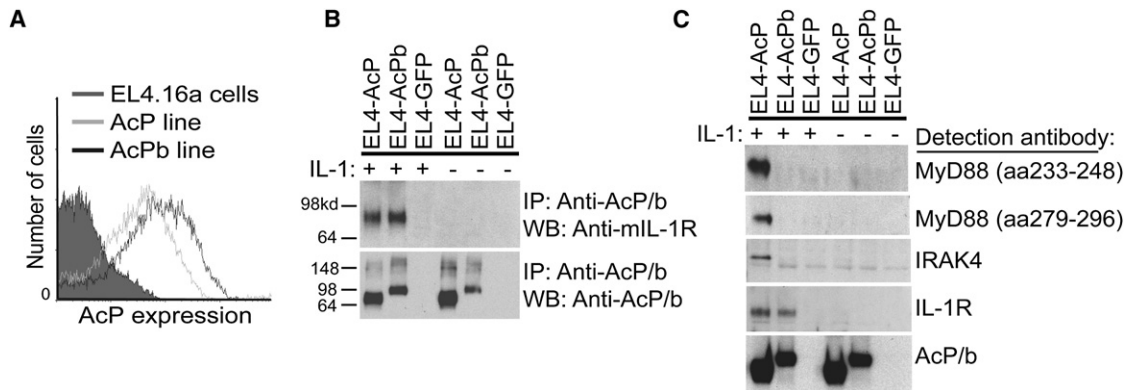 A
EL4.16a cells
AcP line
AcPb line
Number of cells
0
AcP expression
B
EL4-AcP
EL4-AcPb
EL4-GFP
EL4-AcP
EL4-AcPb
EL4-GFP
IL-1: + + + - - -
98kd
64
IP: Anti-AcP/b
WB: Anti-mIL-1R
148
98
64
IP: Anti-AcP/b
WB: Anti-AcP/b
C
EL4-AcP
EL4-AcPb
EL4-GFP
EL4-AcP
EL4-AcPb
EL4-GFP
IL-1: + + + - - -
Detection antibody:
MyD88 (aa233-248)
MyD88 (aa279-296)
IRAK4
IL-1R
AcP/b